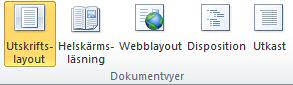 Utskrifts-
layout
Helskärms-
läsning
Webblayout
Disposition
Utkast
Dokumentvyer